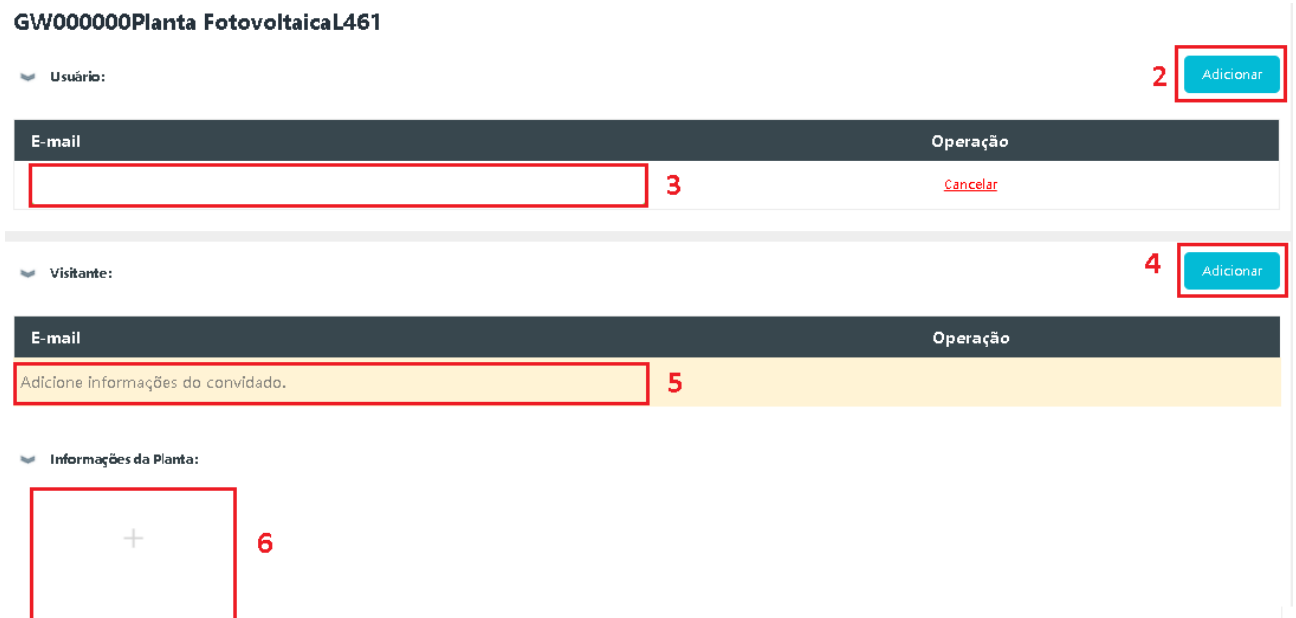 GW000000Planta FotovoltaicaL461
Usuário:
2
Adicionar
E-mail
Operação
3
Cancelar
Visitante:
4
Adicionar
E-mail
Operação
Adicione informações do convidado.
5
Informações da Planta:
+
6